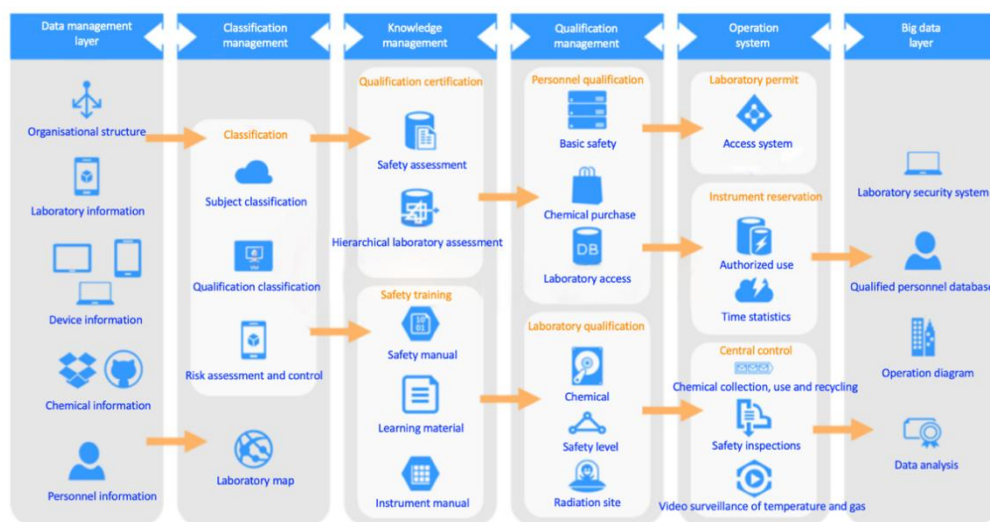 Data management
layer
Classification
management
Knowledge
management
Qualification
management
Operation
system
Big data
layer
Organisational structure
Laboratory information
Device information
Chemical information
Personnel information
Classification
Subject classification
Qualification classification
Risk assessment and control
Laboratory map
Qualification certification
Safety assessment
Hierarchical laboratory assessment
Safety training
10
01
Safety manual
Learning material
Instrument manual
Personnel qualification
Basic safety
Chemical purchase
DB
Laboratory access
Laboratory qualification
Chemical
Safety level
Radiation site
Laboratory permit
Access system
Instrument reservation
Authorized use
Time statistics
Central control
Chemical collection, use and recycling
Safety inspections
Video surveillance of temperature and gas
Laboratory security system
Qualified personnel database
Operation diagram
Data analysis